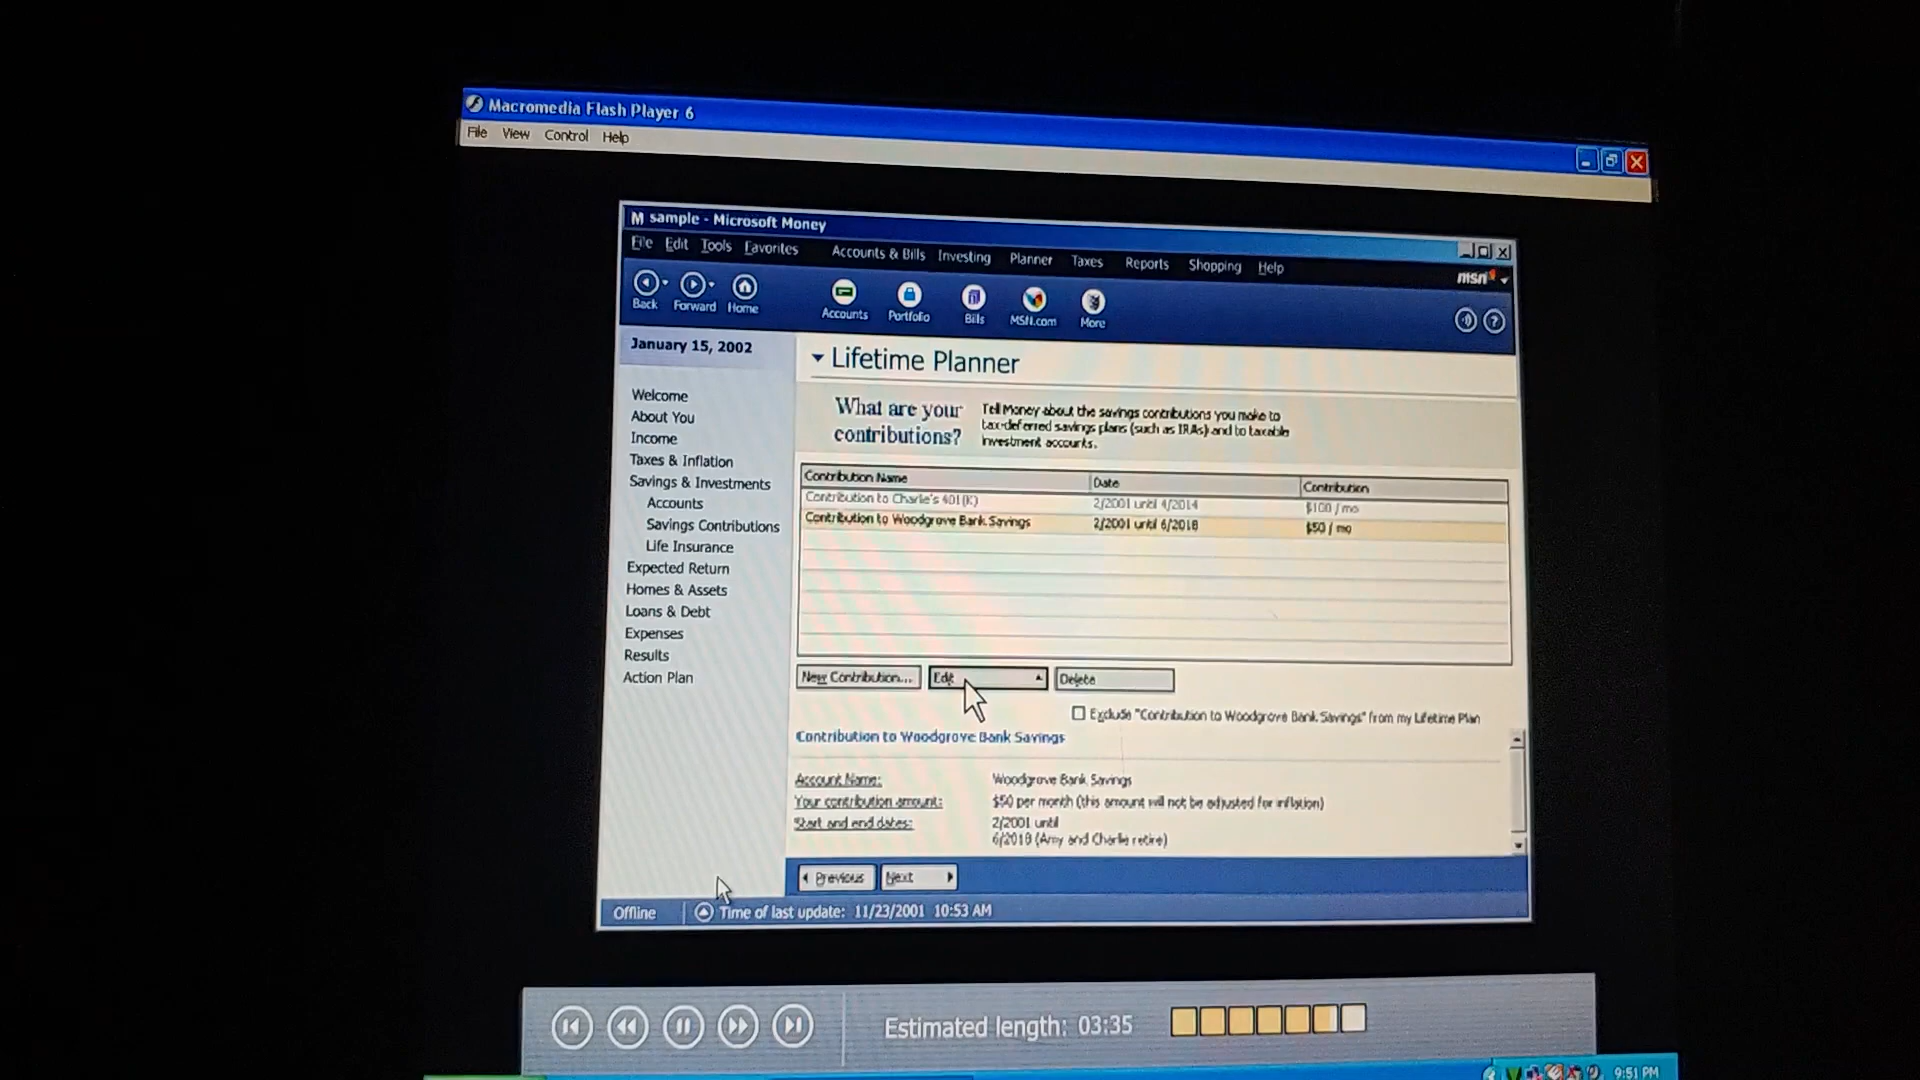 Macromedia Flash Player 6
File View Control Help
sample - Microsoft Money
File Edit Tools Favorites Accounts & Bills Investing Planner Taxes Reports Shopping Help
msn
Back Forward Home Accounts Portfolio Bills MSN.com More
January 15, 2002
Lifetime Planner
Welcome
About You
Income
Taxes & Inflation
Savings & Investments
Accounts
Savings Contributions
Life Insurance
Expected Return
Homes & Assets
Loans & Debt
Expenses
Results
Action Plan
What are your
contributions?
Tell Money about the savings contributions you make to
tax-deferred savings plans (such as IRAs) and to taxable
investment accounts.
Contribution Name Date Contribution
Contribution to Charlie's 401(K) 2/2001 until 4/2014 $100 / mo
Contribution to Woodgrove Bank Savings 2/2001 until 6/2018 $50 / mo
New Contribution... Edit Delete
Exclude "Contribution to Woodgrove Bank Savings" from my Lifetime Plan
Contribution to Woodgrove Bank Savings
Account Name: Woodgrove Bank Savings
Your contribution amount: $50 per month (this amount will not be adjusted for inflation)
Start and end dates: 2/2001 until
6/2018 (Amy and Charlie retire)
Previous Next
Offline Time of last update: 11/23/2001 10:53 AM
Estimated length: 03:35
9:51 PM